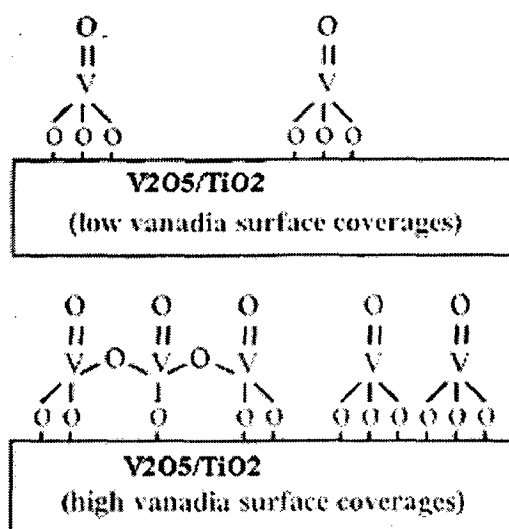 O O
V V
O O O O O O
V2O5/TiO2
(low vanadia surface coverages)
O O O O O
V O V O V V V
O O O O O O O O O O O
V2O5/TiO2
(high vanadia surface coverages)